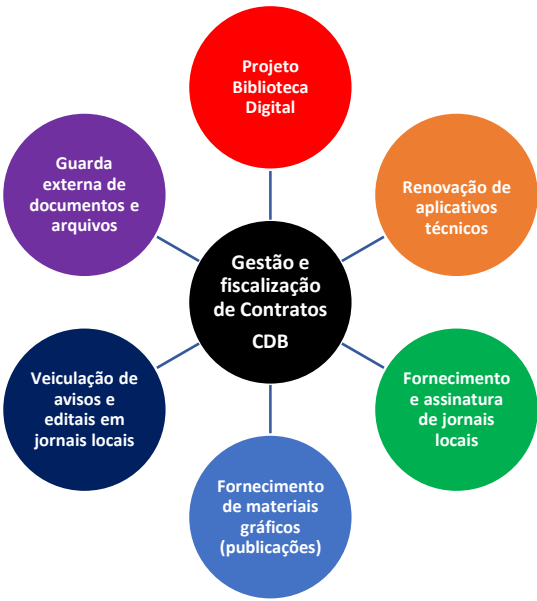 Projeto
Biblioteca
Digital
Guarda
externa de
documentos e
arquivos
Renovação de
aplicativos
técnicos
Gestão e
fiscalização
de Contratos
CDB
Veiculação de
avisos e
editais em
jornais locais
Fornecimento
e assinatura
de jornais
locais
Fornecimento
de materiais
gráficos
(publicações)